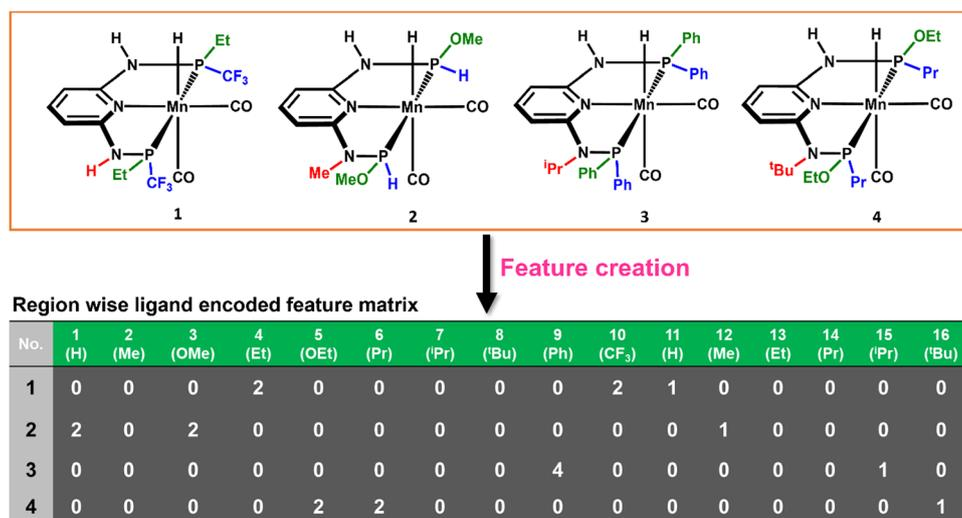 H H Et
N P CF₃
N Mn CO
N P
H Et CF₃ CO
1
H H OMe
N P H
N Mn CO
N P
Me MeO H CO
2
H H Ph
N P Ph
N Mn CO
N P
ⁱPr Ph Ph CO
3
H H OEt
N P Pr
N Mn CO
N P
ᵗBu EtO Pr CO
4
Feature creation
Region wise ligand encoded feature matrix
No. 1 (H) 2 (Me) 3 (OMe) 4 (Et) 5 (OEt) 6 (Pr) 7 (ⁱPr) 8 (ᵗBu) 9 (Ph) 10 (CF₃) 11 (H) 12 (Me) 13 (Et) 14 (Pr) 15 (ⁱPr) 16 (ᵗBu)
1 0 0 0 2 0 0 0 0 0 2 1 0 0 0 0 0
2 2 0 2 0 0 0 0 0 0 0 0 1 0 0 0 0
3 0 0 0 0 0 0 0 0 4 0 0 0 0 0 1 0
4 0 0 0 0 2 2 0 0 0 0 0 0 0 0 0 1